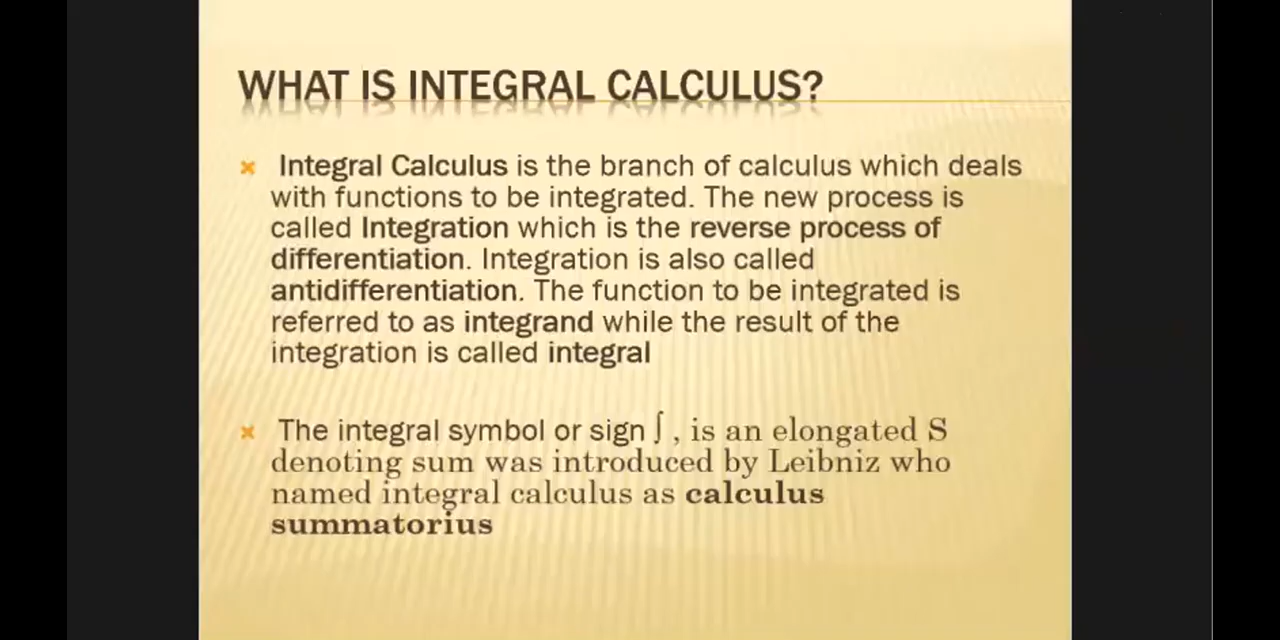 WHAT IS INTEGRAL CALCULUS?
Integral Calculus is the branch of calculus which deals
with functions to be integrated. The new process is
called Integration which is the reverse process of
differentiation. Integration is also called
antidifferentiation. The function to be integrated is
referred to as integrand while the result of the
integration is called integral
The integral symbol or sign ∫ , is an elongated S
denoting sum was introduced by Leibniz who
named integral calculus as calculus
summatorius